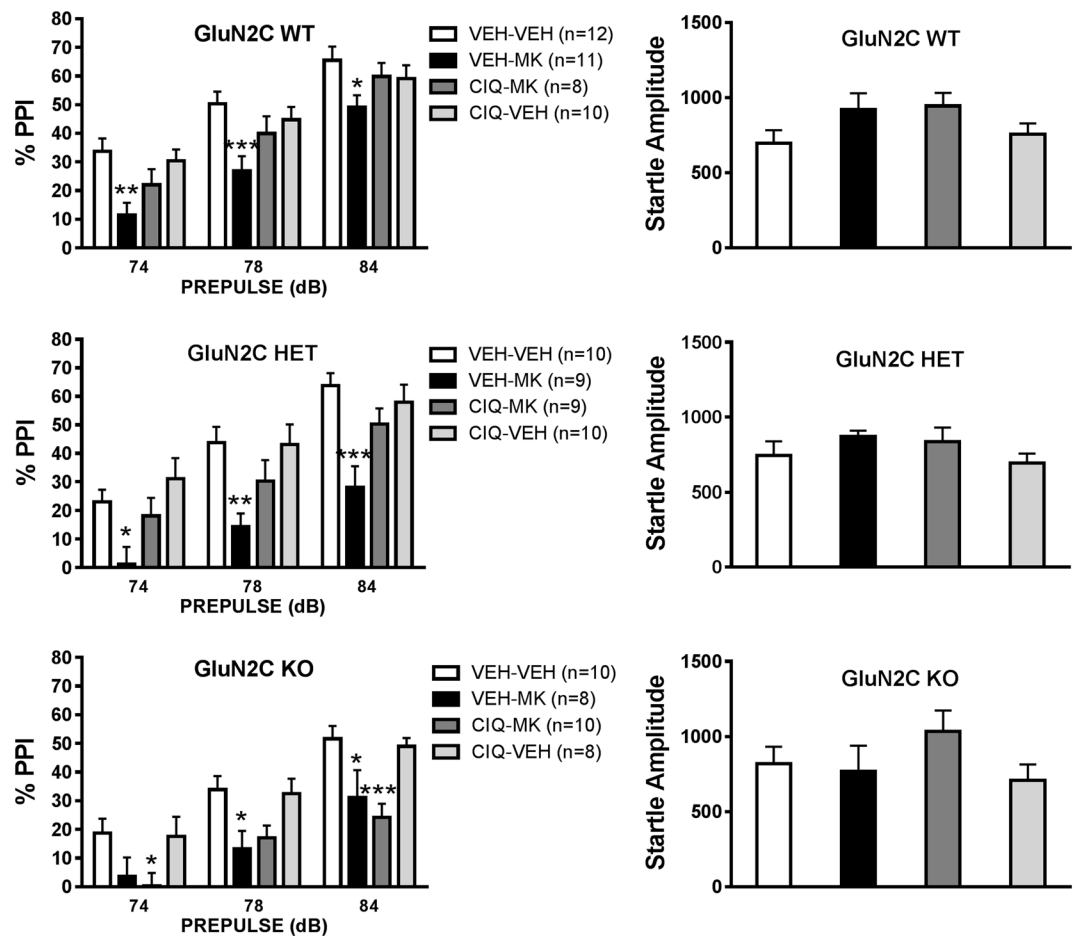 GluN2C WT
% PPI
80
70
60
50
40
30
20
10
0
** *** *
74 78 84
PREPULSE (dB)
VEH-VEH (n=12)
VEH-MK (n=11)
CIQ-MK (n=8)
CIQ-VEH (n=10)
GluN2C WT
Startle Amplitude
1500
1000
500
0
GluN2C HET
% PPI
80
70
60
50
40
30
20
10
0
* ** ***
74 78 84
PREPULSE (dB)
VEH-VEH (n=10)
VEH-MK (n=9)
CIQ-MK (n=9)
CIQ-VEH (n=10)
GluN2C HET
Startle Amplitude
1500
1000
500
0
GluN2C KO
% PPI
80
70
60
50
40
30
20
10
0
* * * ***
74 78 84
PREPULSE (dB)
VEH-VEH (n=10)
VEH-MK (n=8)
CIQ-MK (n=10)
CIQ-VEH (n=8)
GluN2C KO
Startle Amplitude
1500
1000
500
0